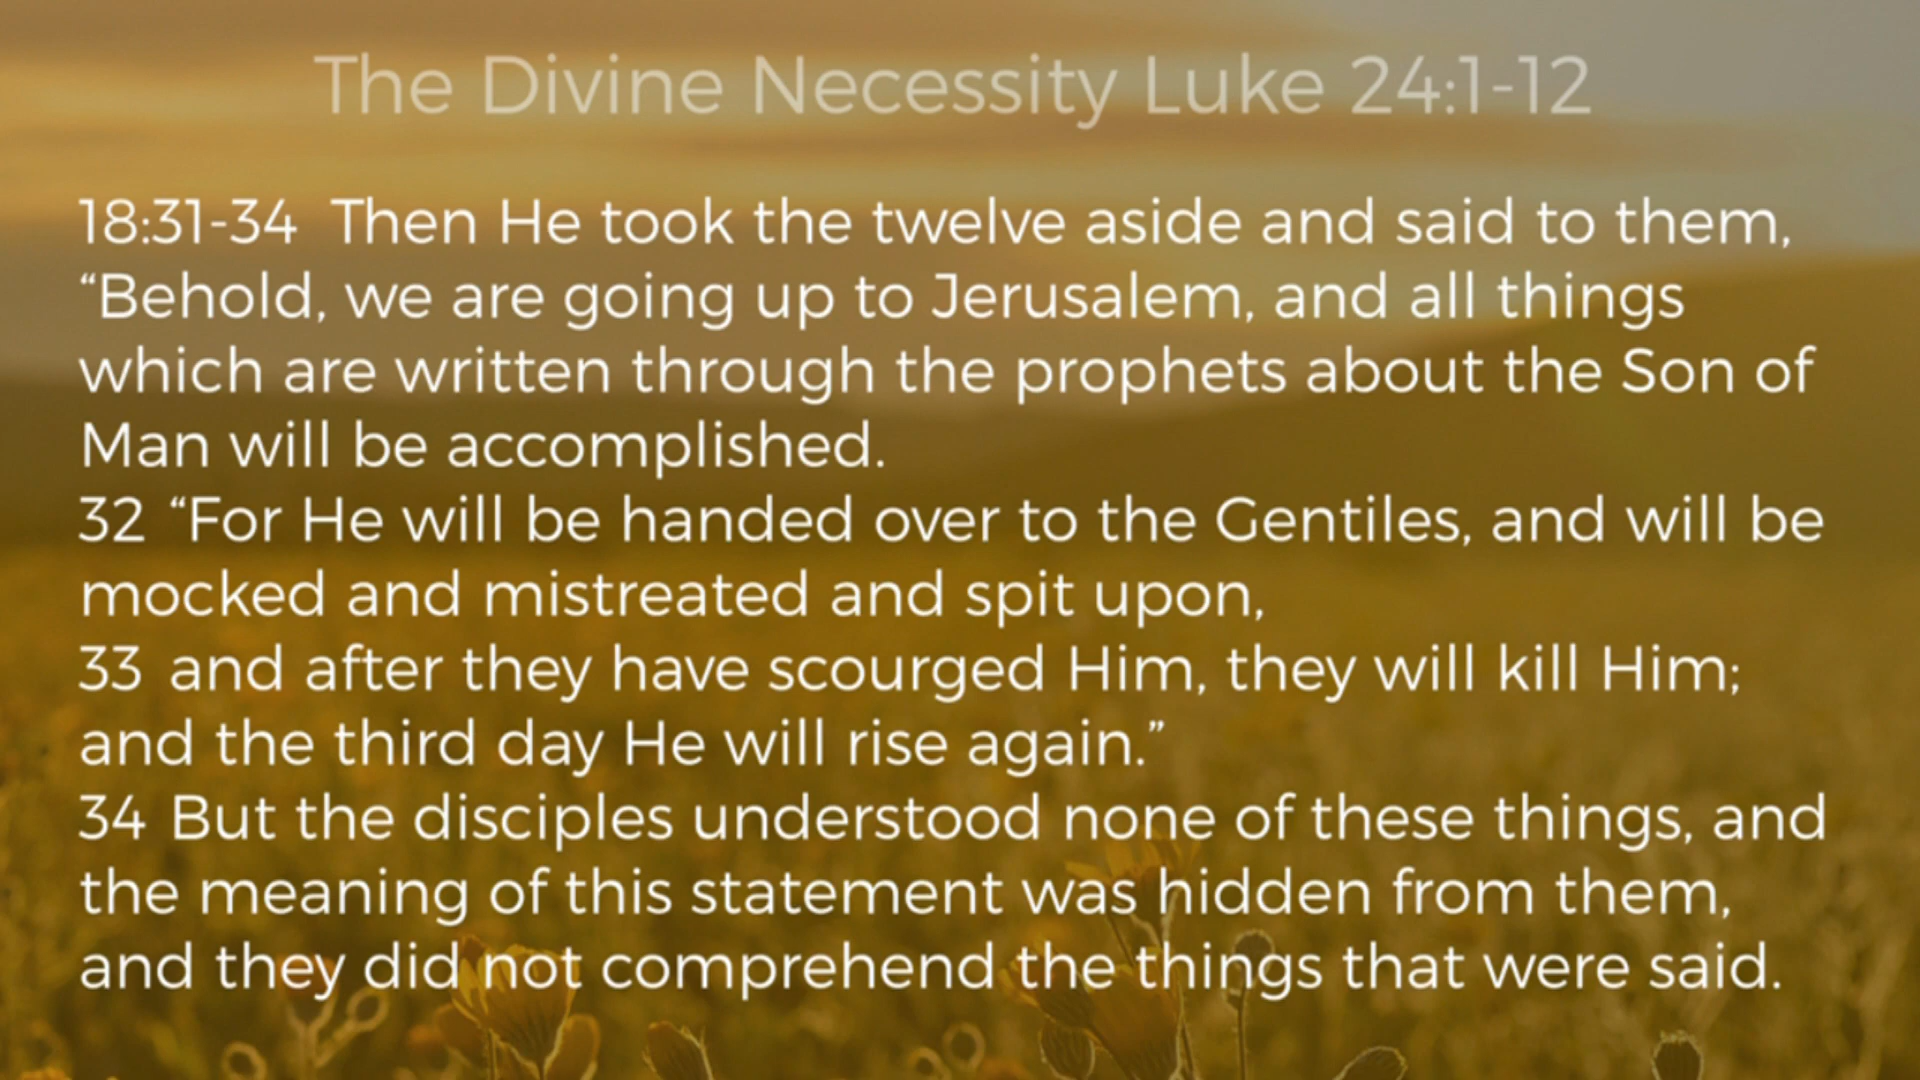 The Divine Necessity Luke 24:1-12
18:31-34 Then He took the twelve aside and said to them,
“Behold, we are going up to Jerusalem, and all things
which are written through the prophets about the Son of
Man will be accomplished.
32 “For He will be handed over to the Gentiles, and will be
mocked and mistreated and spit upon,
33 and after they have scourged Him, they will kill Him;
and the third day He will rise again.”
34 But the disciples understood none of these things, and
the meaning of this statement was hidden from them,
and they did not comprehend the things that were said.